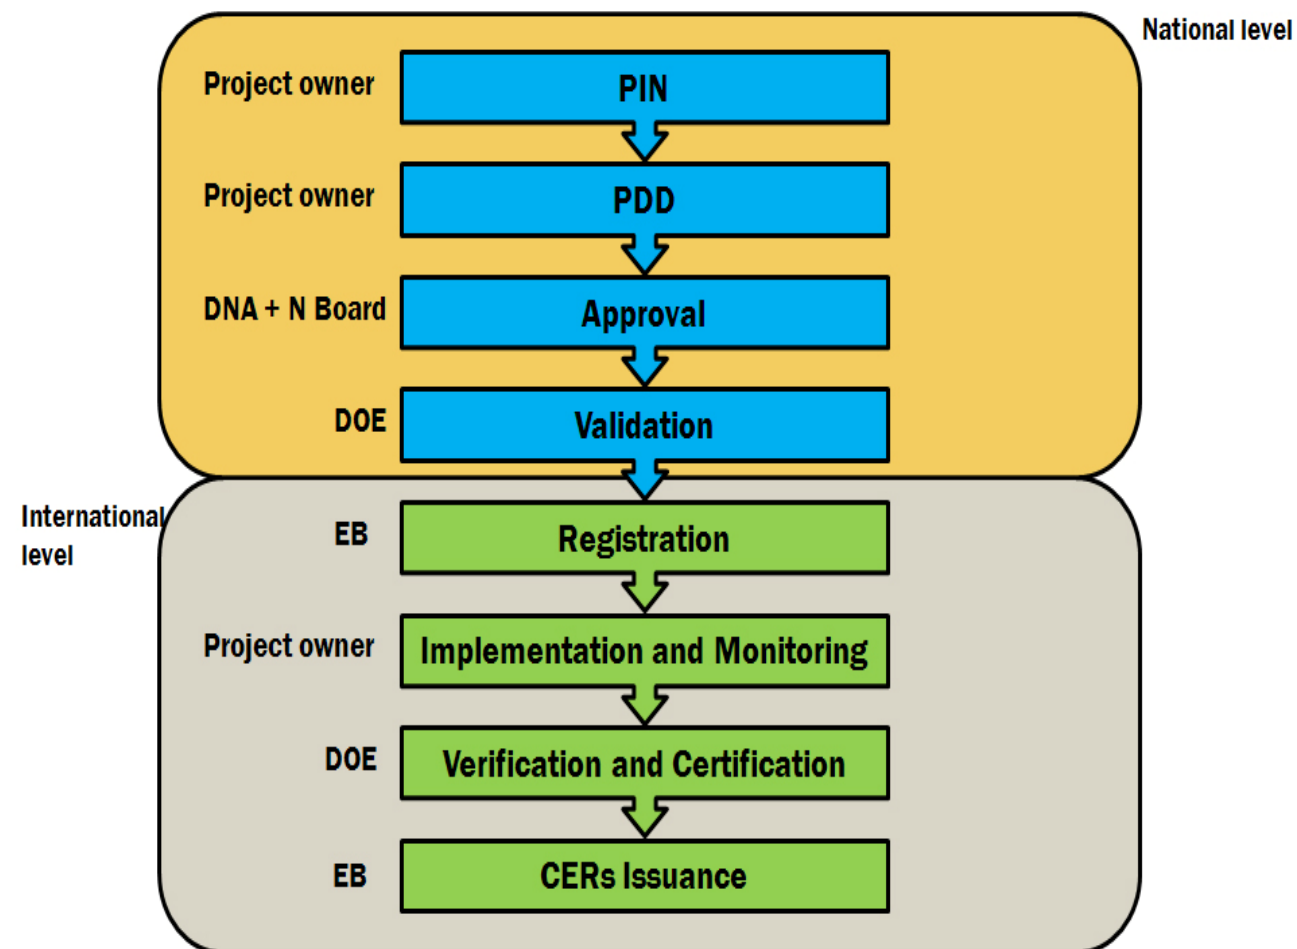 National level
Project owner
PIN
Project owner
PDD
DNA + N Board
Approval
DOE
Validation
International
level
EB
Registration
Project owner
Implementation and Monitoring
DOE
Verification and Certification
EB
CERs Issuance